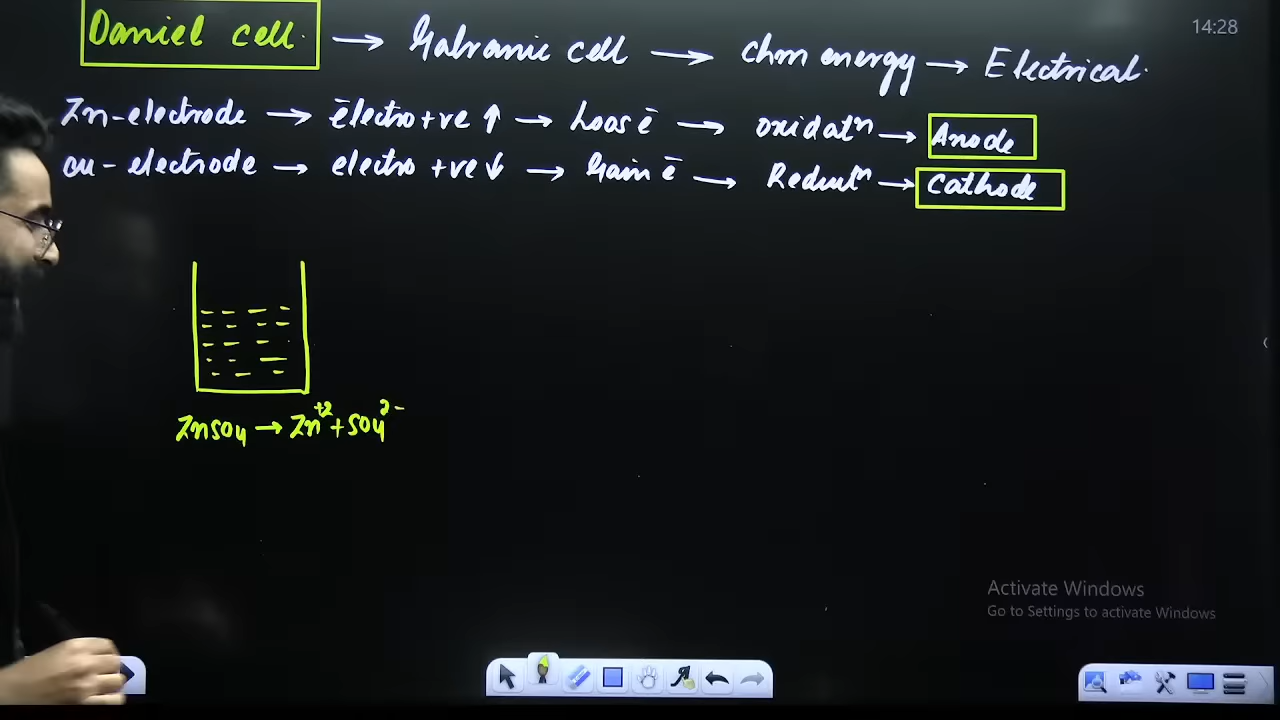 14:28
Daniel cell. → Galvanic cell → Chm energy → Electrical.
Zn-electrode → ēlectro+ve ↑ → Loos ē → oxidatⁿ → Anode
cu-electrode → electro +ve ↓ → Gain ē → Reductⁿ → Cathode
ZnSO4 → Zn⁺² + SO4²⁻
Activate Windows
Go to Settings to activate Windows